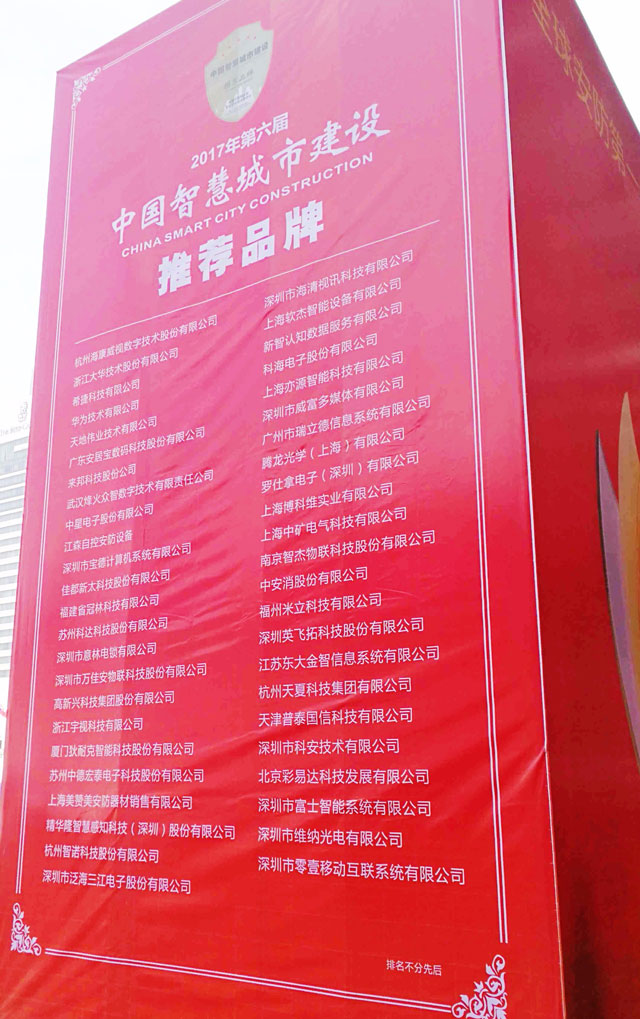 中国智慧城市建设
推荐品牌
2017年第六届
中国智慧城市建设
CHINA SMART CITY CONSTRUCTION
推荐品牌
杭州海康威视数字技术股份有限公司
浙江大华技术股份有限公司
希捷科技有限公司
华为技术有限公司
天地伟业技术有限公司
广东安居宝数码科技股份有限公司
来邦科技股份公司
武汉烽火众智数字技术有限责任公司
中星电子股份有限公司
江森自控安防设备
深圳市宝德计算机系统有限公司
佳都新太科技股份有限公司
福建省冠林科技有限公司
苏州科达科技股份有限公司
深圳市意林电锁有限公司
深圳市万佳安物联科技股份有限公司
高新兴科技集团股份有限公司
浙江宇视科技有限公司
厦门狄耐克智能科技股份有限公司
苏州中德宏泰电子科技股份有限公司
上海美赞美安防器材销售有限公司
精华隆智慧感知科技（深圳）股份有限公司
杭州智诺科技股份有限公司
深圳市泛海三江电子股份有限公司
深圳市海清视讯科技有限公司
上海软杰智能设备有限公司
新智认知数据服务有限公司
科海电子股份有限公司
上海亦源智能科技有限公司
深圳市威富多媒体有限公司
广州市瑞立德信息系统有限公司
腾龙光学（上海）有限公司
罗仕拿电子（深圳）有限公司
上海博科维实业有限公司
上海中矿电气科技有限公司
南京智杰物联科技股份有限公司
中安消股份有限公司
福州米立科技有限公司
深圳英飞拓科技股份有限公司
江苏东大金智信息系统有限公司
杭州天夏科技集团有限公司
天津普泰国信科技有限公司
深圳市科安技术有限公司
北京彩易达科技发展有限公司
深圳市富士智能系统有限公司
深圳市维纳光电有限公司
深圳市零壹移动互联系统有限公司
排名不分先后
全球安防第